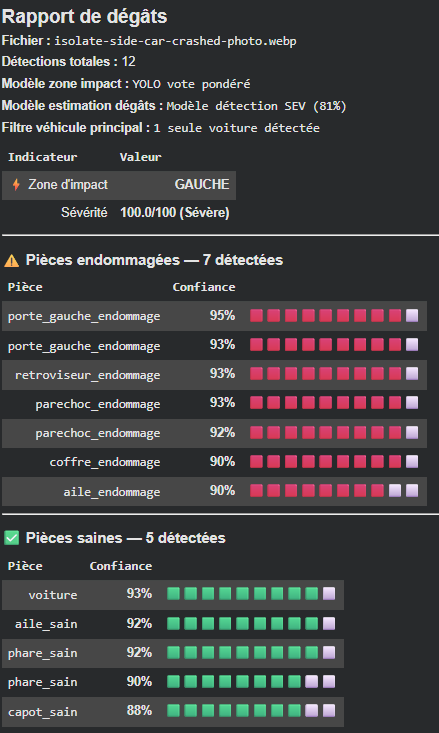 Rapport de dégâts
Fichier : isolate-side-car-crashed-photo.webp
Détections totales : 12
Modèle zone impact : YOLO vote pondéré
Modèle estimation dégâts : Modèle détection SEV (81%)
Filtre véhicule principal : 1 seule voiture détectée
Indicateur Valeur
⚡ Zone d'impact GAUCHE
Sévérité 100.0/100 (Sévère)
⚠️ Pièces endommagées — 7 détectées
Pièce Confiance
porte_gauche_endommage 95%
porte_gauche_endommage 93%
retroviseur_endommage 93%
parechoc_endommage 93%
parechoc_endommage 92%
coffre_endommage 90%
aile_endommage 90%
✅ Pièces saines — 5 détectées
Pièce Confiance
voiture 93%
aile_sain 92%
phare_sain 92%
phare_sain 90%
capot_sain 88%